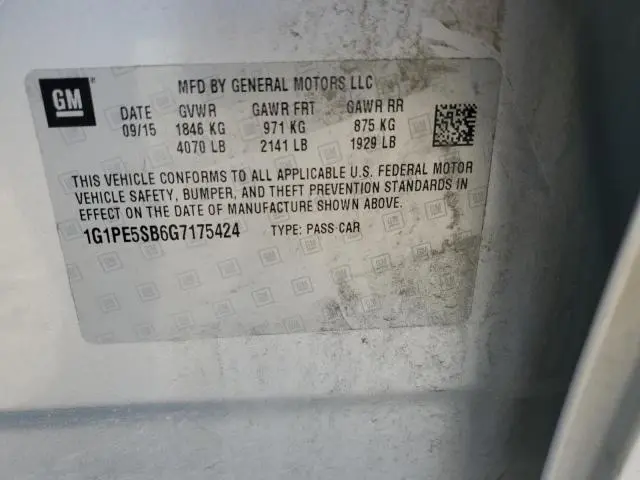 GM
MFD BY GENERAL MOTORS LLC
DATE GVWR GAWR FRT GAWR RR
09/15 1846 KG 971 KG 875 KG
4070 LB 2141 LB 1929 LB
THIS VEHICLE CONFORMS TO ALL APPLICABLE U.S. FEDERAL MOTOR
VEHICLE SAFETY, BUMPER, AND THEFT PREVENTION STANDARDS IN
EFFECT ON THE DATE OF MANUFACTURE SHOWN ABOVE.
1G1PE5SB6G7175424 TYPE: PASS CAR